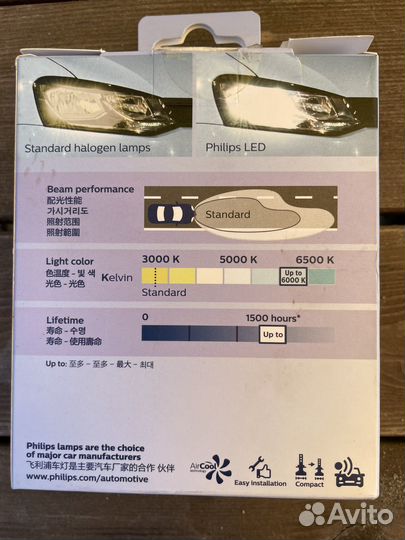 Standard halogen lamps
Philips LED
Beam performance
配光性能
가시거리도
照射范围
照射範圍
Standard
Light color
色温度 - 빛 색
光色 - 光色
Kelvin
3000 K 5000 K 6500 K
Up to
6000 K
Standard
Lifetime
寿命 - 수명
寿命 - 使用壽命
0 1500 hours*
Up to
Up to: 至多 - 至多 - 最大 - 최대
Philips lamps are the choice
of major car manufacturers
飞利浦车灯是主要汽车厂家的合作 伙伴
www.philips.com/automotive
AirCool
technology
Easy Installation
Compact
Avito